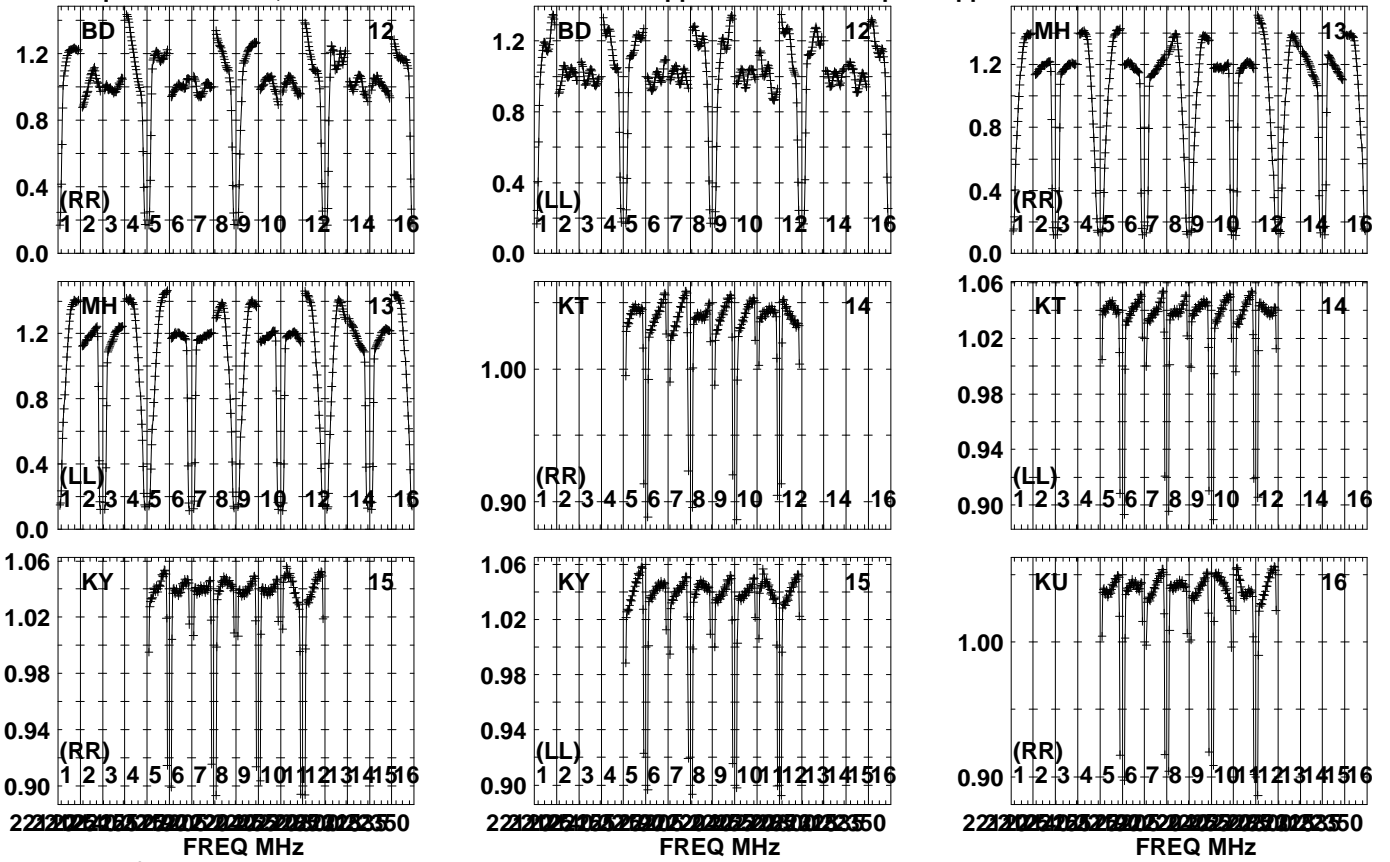 BD 12
1.2
0.8
0.4
0.0
(RR)
1 2 3 4 5 6 7 8 9 10 12 14 16
BD 12
1.2
0.8
0.4
0.0
(LL)
1 2 3 4 5 6 7 8 9 10 12 14 16
MH 13
1.2
0.8
0.4
0.0
(RR)
1 2 3 4 5 6 7 8 9 10 12 14 16
MH 13
1.2
0.8
0.4
0.0
(LL)
1 2 3 4 5 6 7 8 9 10 12 14 16
KT 14
1.00
0.90
(RR)
1 2 3 4 5 6 7 8 9 10 12 14 16
KT 14
1.06
1.02
0.98
0.94
0.90
(LL)
1 2 3 4 5 6 7 8 9 10 12 14 16
KY 15
1.06
1.02
0.98
0.94
0.90
(RR)
1 2 3 4 5 6 7 8 9 10 11 12 13 14 15 16
FREQ MHz
KY 15
1.06
1.02
0.98
0.94
0.90
(LL)
1 2 3 4 5 6 7 8 9 10 11 12 13 14 15 16
FREQ MHz
KU 16
1.00
0.90
(RR)
1 2 3 4 5 6 7 8 9 10 11 12 13 14 15 16
FREQ MHz